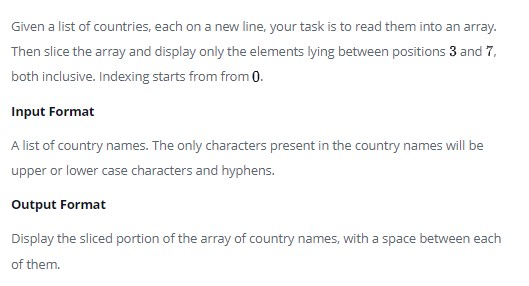 Given a list of countries, each on a new line, your task is to read them into an array.
Then slice the array and display only the elements lying between positions 3 and 7,
both inclusive. Indexing starts from from 0.
Input Format
A list of country names. The only characters present in the country names will be
upper or lower case characters and hyphens.
Output Format
Display the sliced portion of the array of country names, with a space between each
of them.